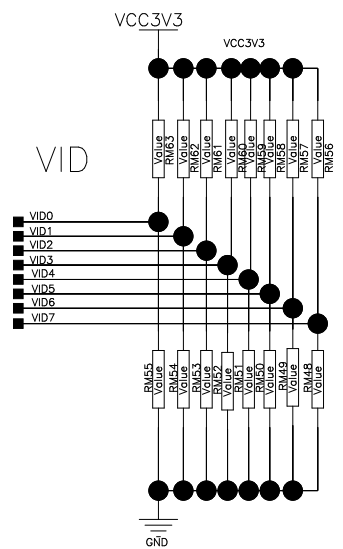 VCC3V3
VCC3V3
Value
RM63
Value
RM62
Value
RM61
Value
RM60
Value
RM59
Value
RM58
Value
RM57
Value
RM56
VID
VID0
VID1
VID2
VID3
VID4
VID5
VID6
VID7
RM55
Value
RM54
Value
RM53
Value
RM52
Value
RM51
Value
RM50
Value
RM49
Value
RM48
Value
GND